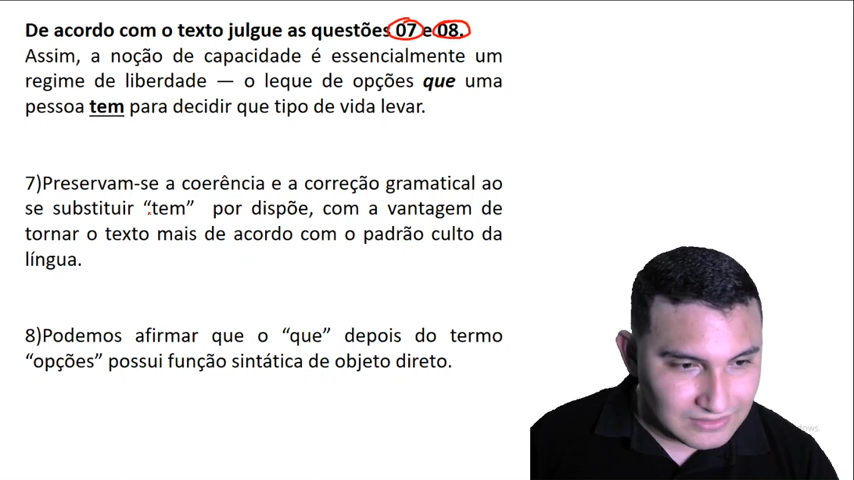 De acordo com o texto julgue as questões 07 e 08.
Assim, a noção de capacidade é essencialmente um
regime de liberdade — o leque de opções que uma
pessoa tem para decidir que tipo de vida levar.
7)Preservam-se a coerência e a correção gramatical ao
se substituir “tem” por dispõe, com a vantagem de
tornar o texto mais de acordo com o padrão culto da
língua.
8)Podemos afirmar que o “que” depois do termo
“opções” possui função sintática de objeto direto.